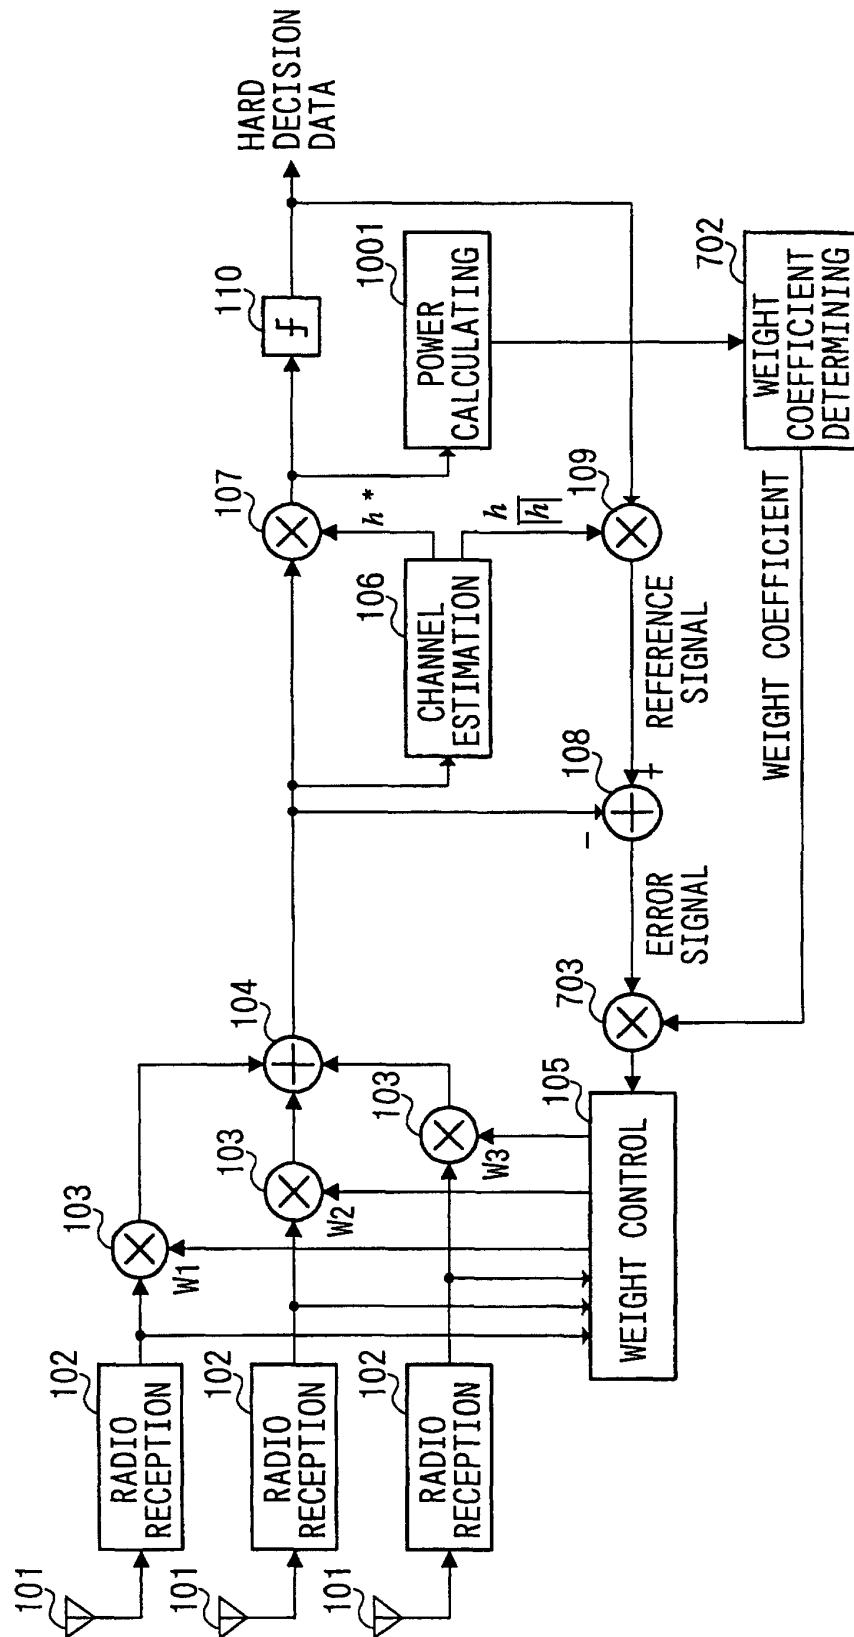 101
101
101
102
RADIO
RECEPTION
102
RADIO
RECEPTION
102
RADIO
RECEPTION
103
W1
103
W2
103
W3
104
105
WEIGHT CONTROL
703
ERROR
SIGNAL
108
-
+
REFERENCE
SIGNAL
106
CHANNEL
ESTIMATION
h*
h
|h|
107
109
110
1001
POWER
CALCULATING
HARD
DECISION
DATA
702
WEIGHT
COEFFICIENT
DETERMINING
WEIGHT COEFFICIENT